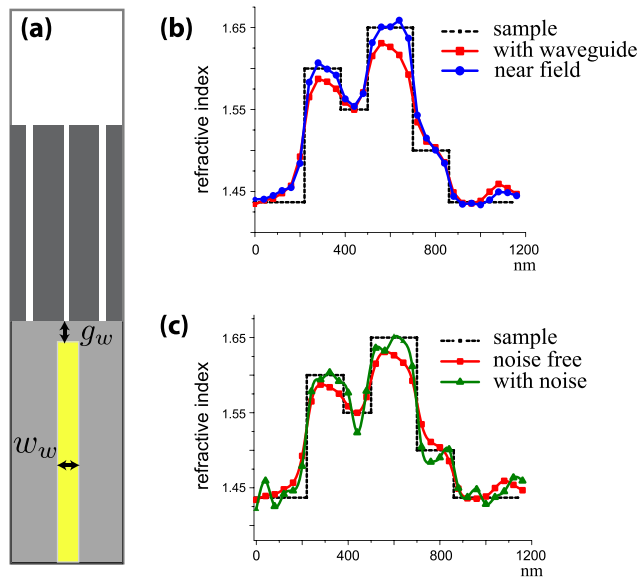 (a)
g_w
w_w
(b)
refractive index
1.65
1.55
1.45
sample
with waveguide
near field
0 400 800 1200
nm
(c)
refractive index
1.65
1.55
1.45
sample
noise free
with noise
0 400 800 1200
nm